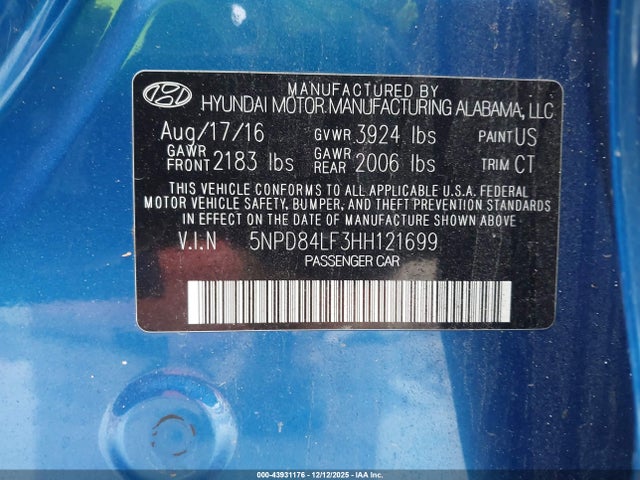 MANUFACTURED BY
HYUNDAI MOTOR MANUFACTURING ALABAMA, LLC
Aug/17/16 GVWR 3924 lbs PAINT US
GAWR FRONT 2183 lbs GAWR REAR 2006 lbs TRIM CT
THIS VEHICLE CONFORMS TO ALL APPLICABLE U.S.A. FEDERAL
MOTOR VEHICLE SAFETY, BUMPER, AND THEFT PREVENTION STANDARDS
IN EFFECT ON THE DATE OF MANUFACTURE SHOWN ABOVE.
V.I.N 5NPD84LF3HH121699
PASSENGER CAR
000-43931176 - 12/12/2025 - IAA Inc.